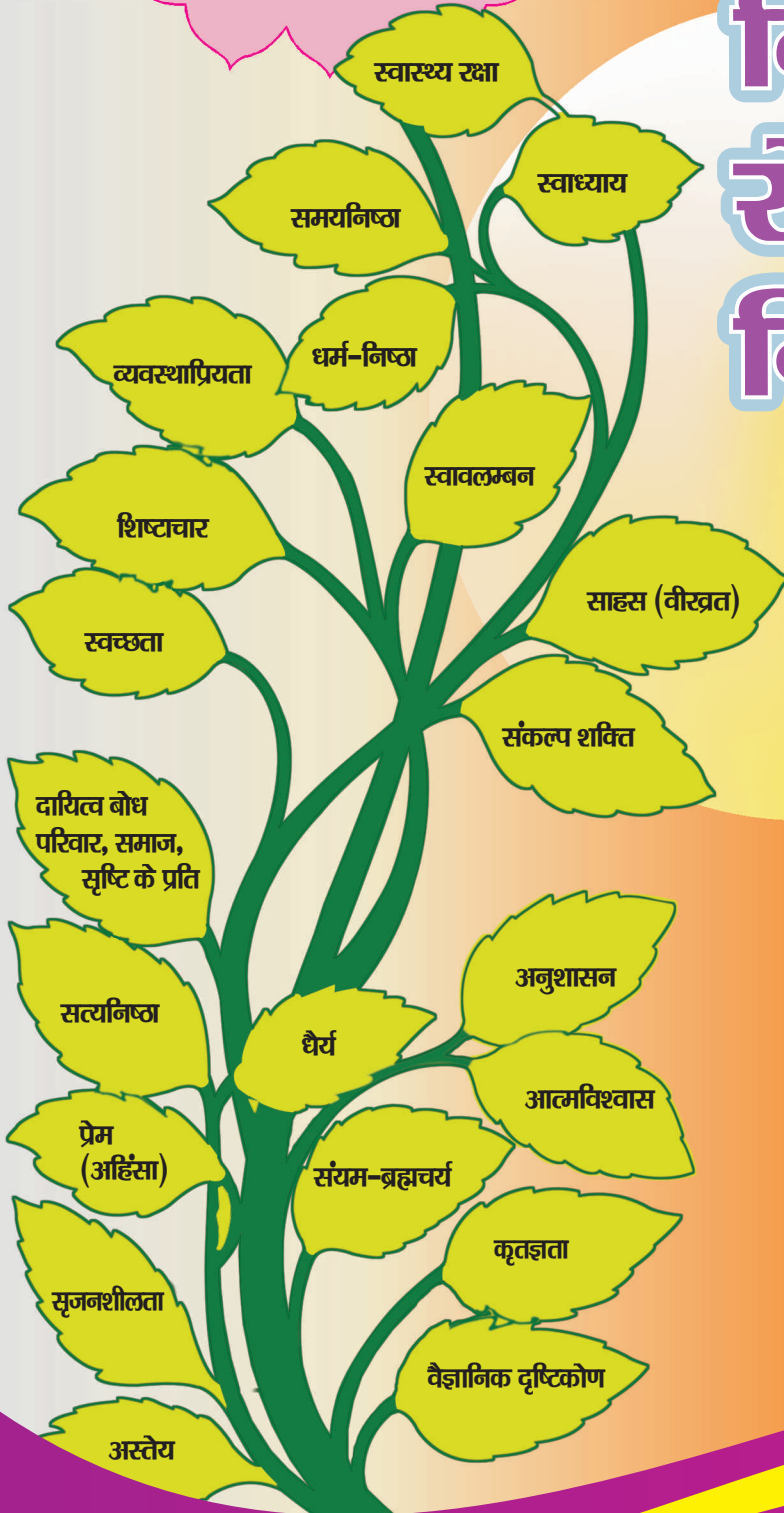 स्वास्थ्य रक्षा
स्वाध्याय
समयनिष्ठा
धर्म-निष्ठा
व्यवस्थाप्रियता
स्वावलम्बन
शिष्टाचार
साहस (वीरव्रत)
स्वच्छता
संकल्प शक्ति
दायित्व बोध
परिवार, समाज,
सृष्टि के प्रति
अनुशासन
सत्यनिष्ठा
धैर्य
आत्मविश्वास
प्रेम
(अहिंसा)
संयम-ब्रह्मचर्य
कृतज्ञता
सृजनशीलता
वैज्ञानिक दृष्टिकोण
अस्तेय